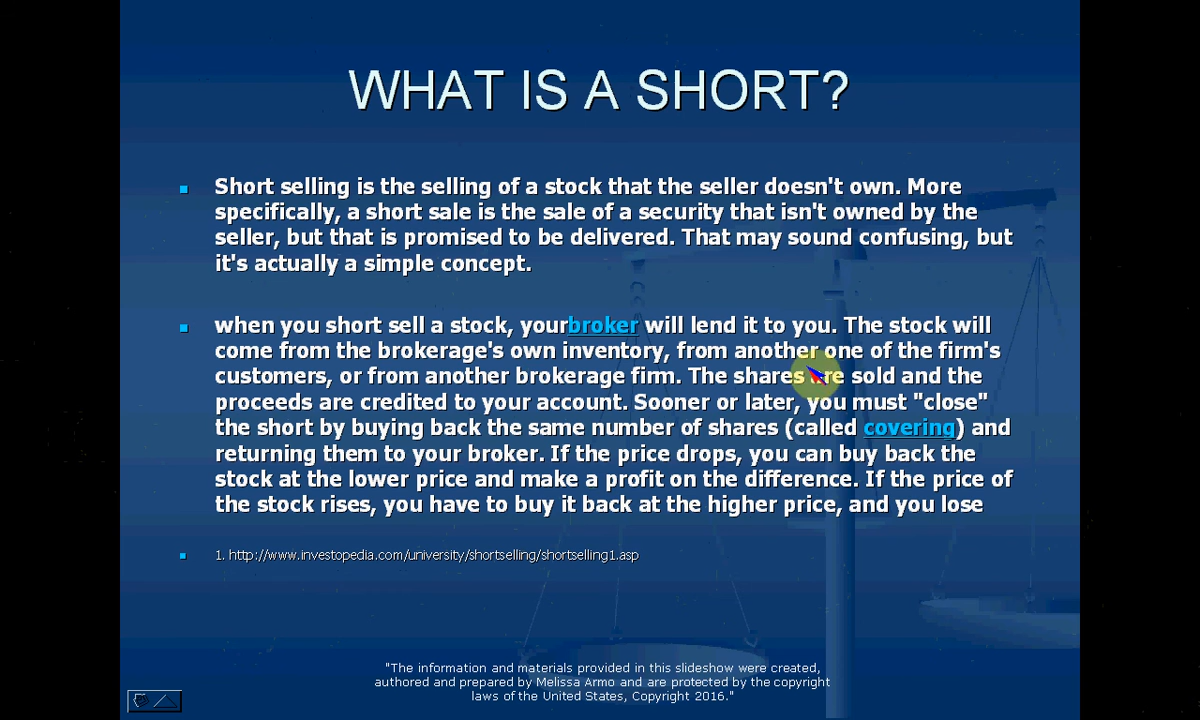 WHAT IS A SHORT?
Short selling is the selling of a stock that the seller doesn't own. More
specifically, a short sale is the sale of a security that isn't owned by the
seller, but that is promised to be delivered. That may sound confusing, but
it's actually a simple concept.
when you short sell a stock, yourbroker will lend it to you. The stock will
come from the brokerage's own inventory, from another one of the firm's
customers, or from another brokerage firm. The shares are sold and the
proceeds are credited to your account. Sooner or later, you must "close"
the short by buying back the same number of shares (called covering) and
returning them to your broker. If the price drops, you can buy back the
stock at the lower price and make a profit on the difference. If the price of
the stock rises, you have to buy it back at the higher price, and you lose
1. http://www.investopedia.com/university/shortselling/shortselling1.asp
"The information and materials provided in this slideshow were created,
authored and prepared by Melissa Armo and are protected by the copyright
laws of the United States, Copyright 2016."